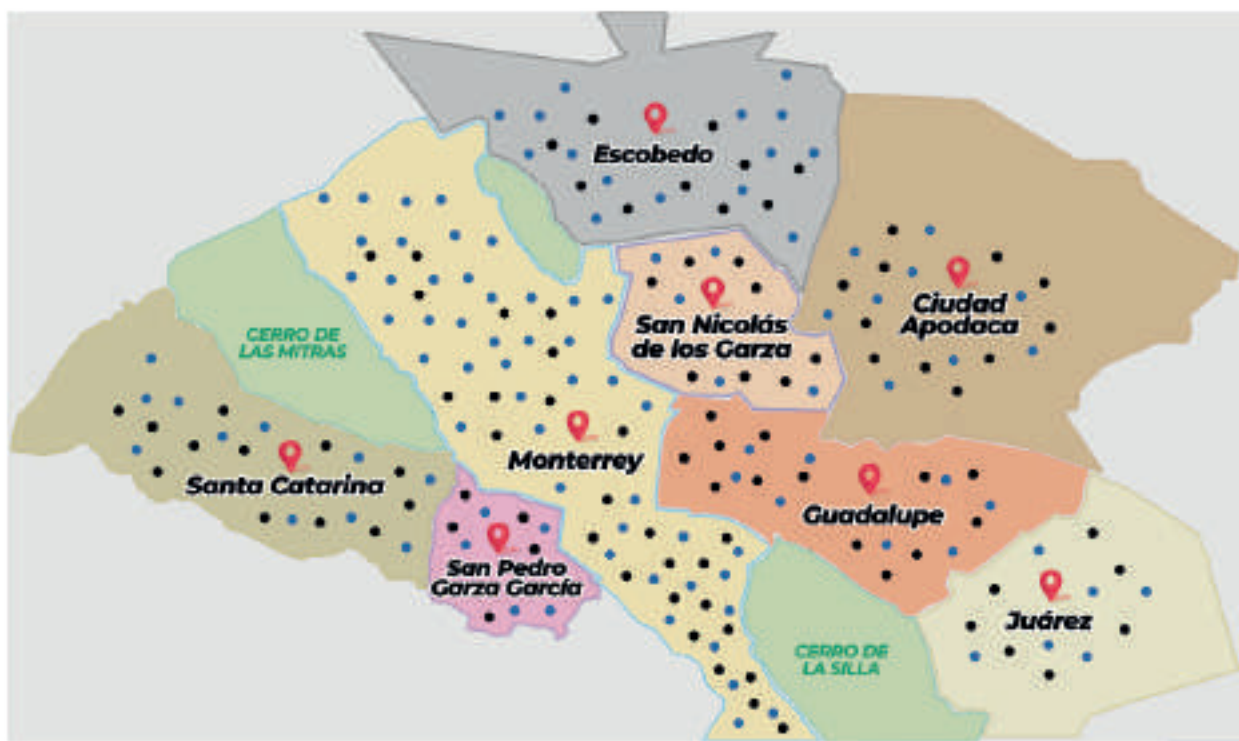 Escobedo
Ciudad
Apodaca
San Nicolás
de los Garza
CERRO DE
LAS MITRAS
Monterrey
Santa Catarina
Guadalupe
San Pedro
Garza García
Juárez
CERRO DE
LA SILLA